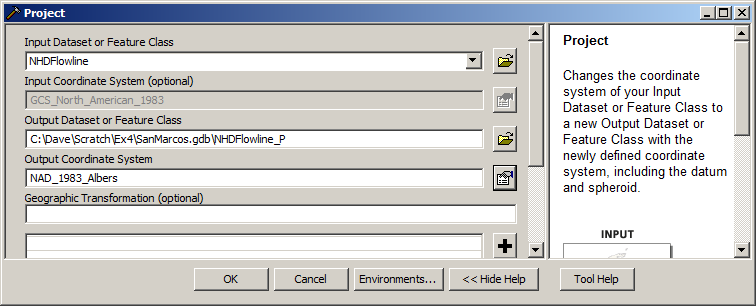 Project
Input Dataset or Feature Class
NHDFlowline
Input Coordinate System (optional)
GCS_North_American_1983
Output Dataset or Feature Class
C:\Dave\Scratch\Ex4\SanMarcos.gdb\NHDFlowline_P
Output Coordinate System
NAD_1983_Albers
Geographic Transformation (optional)
OK
Cancel
Environments...
<< Hide Help
Tool Help
Project
Changes the coordinate
system of your Input
Dataset or Feature Class to
a new Output Dataset or
Feature Class with the
newly defined coordinate
system, including the datum
and spheroid.
INPUT